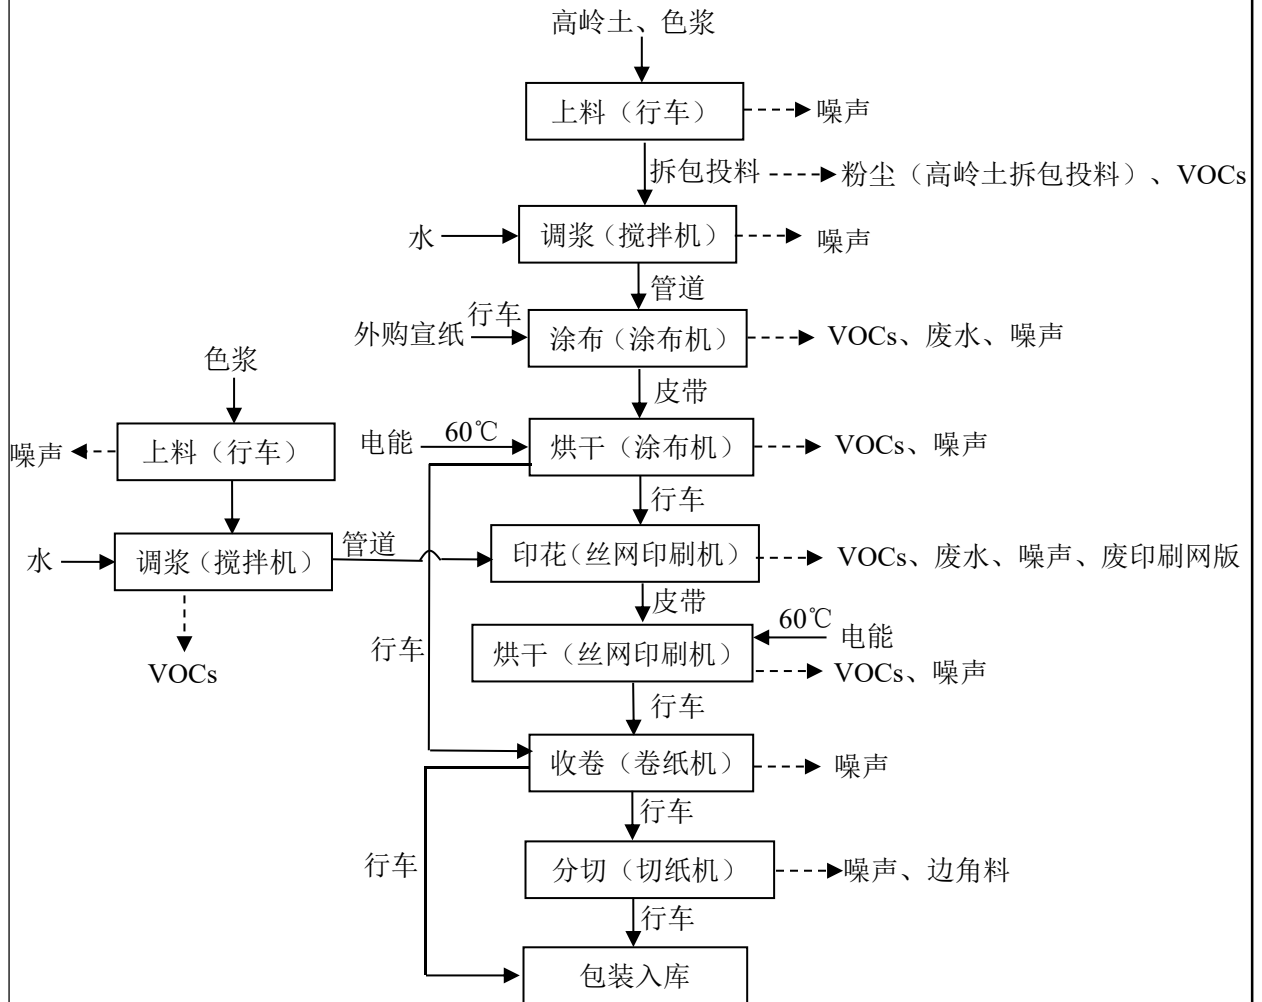 高岭土、色浆
上料（行车）
噪声
拆包投料
粉尘（高岭土拆包投料）、VOCs
水
调浆（搅拌机）
噪声
管道
外购宣纸
行车
涂布（涂布机）
VOCs、废水、噪声
皮带
色浆
电能
60℃
烘干（涂布机）
VOCs、噪声
噪声
上料（行车）
行车
水
调浆（搅拌机）
管道
印花（丝网印刷机）
VOCs、废水、噪声、废印刷网版
皮带
VOCs
行车
烘干（丝网印刷机）
60℃
电能
VOCs、噪声
行车
收卷（卷纸机）
噪声
行车
行车
分切（切纸机）
噪声、边角料
行车
包装入库